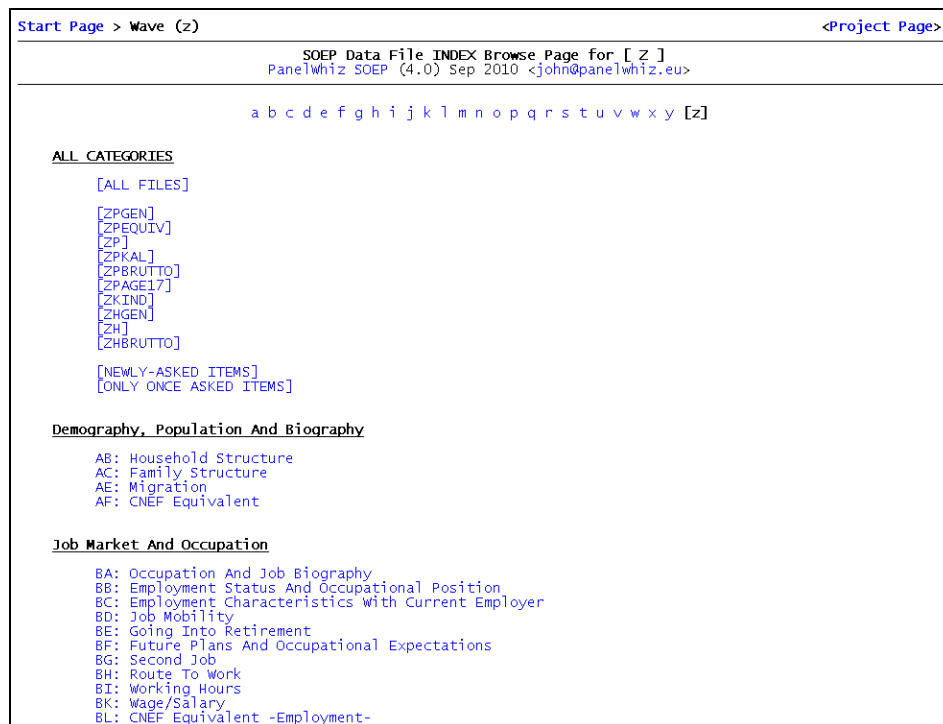 Start Page > Wave (z) <Project Page>
SOEP Data File INDEX Browse Page for [ Z ]
PanelWhiz SOEP (4.0) Sep 2010 <john@panelwhiz.eu>
a b c d e f g h i j k l m n o p q r s t u v w x y [z]
ALL CATEGORIES
[ALL FILES]
[ZPGEN]
[ZPEQUIV]
[ZP]
[ZPKAL]
[ZPBRUTTO]
[ZPAGE17]
[ZKIND]
[ZHGEN]
[ZH]
[ZHBRUTTO]
[NEWLY-ASKED ITEMS]
[ONLY ONCE ASKED ITEMS]
Demography, Population And Biography
AB: Household Structure
AC: Family Structure
AE: Migration
AF: CNEF Equivalent
Job Market And Occupation
BA: Occupation And Job Biography
BB: Employment Status And Occupational Position
BC: Employment Characteristics With Current Employer
BD: Job Mobility
BE: Going Into Retirement
BF: Future Plans And Occupational Expectations
BG: Second Job
BH: Route To Work
BI: Working Hours
BK: Wage/Salary
BL: CNEF Equivalent -Employment-